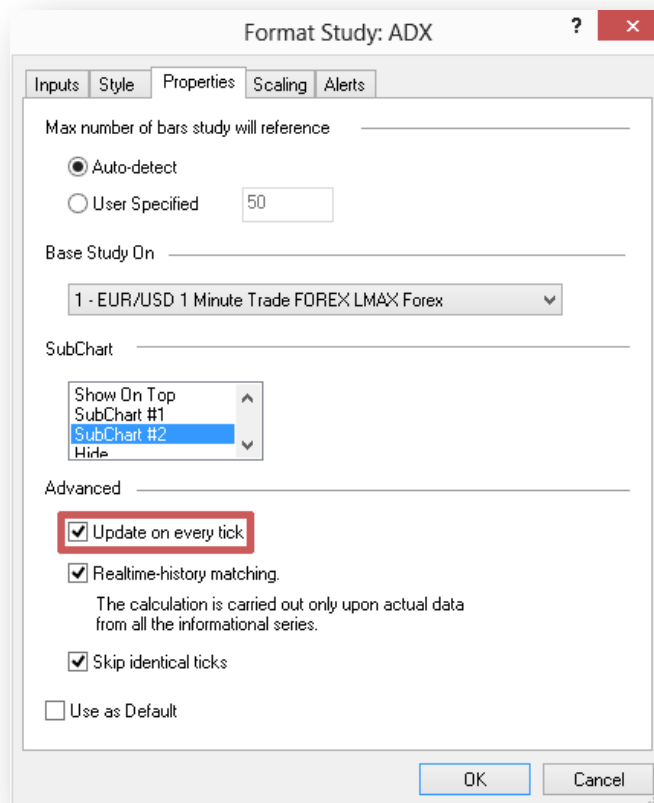 Format Study: ADX
?
×
Inputs Style Properties Scaling Alerts
Max number of bars study will reference
Auto-detect
User Specified 50
Base Study On
1 - EUR/USD 1 Minute Trade FOREX LMAX Forex
SubChart
Show On Top
SubChart #1
SubChart #2
Hide
Advanced
Update on every tick
Realtime-history matching.
The calculation is carried out only upon actual data
from all the informational series.
Skip identical ticks
Use as Default
OK Cancel